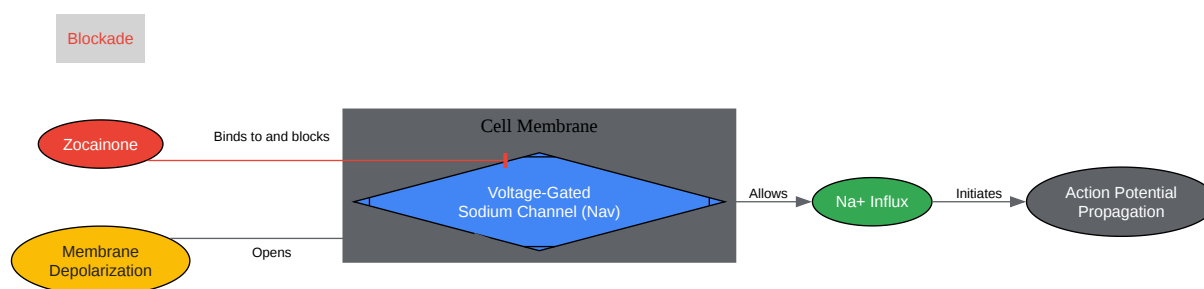 Blockade
Cell Membrane
Zocainone
Binds to and blocks
Voltage-Gated
Sodium Channel (Nav)
Allows
Na+ Influx
Initiates
Action Potential
Propagation
Membrane
Depolarization
Opens